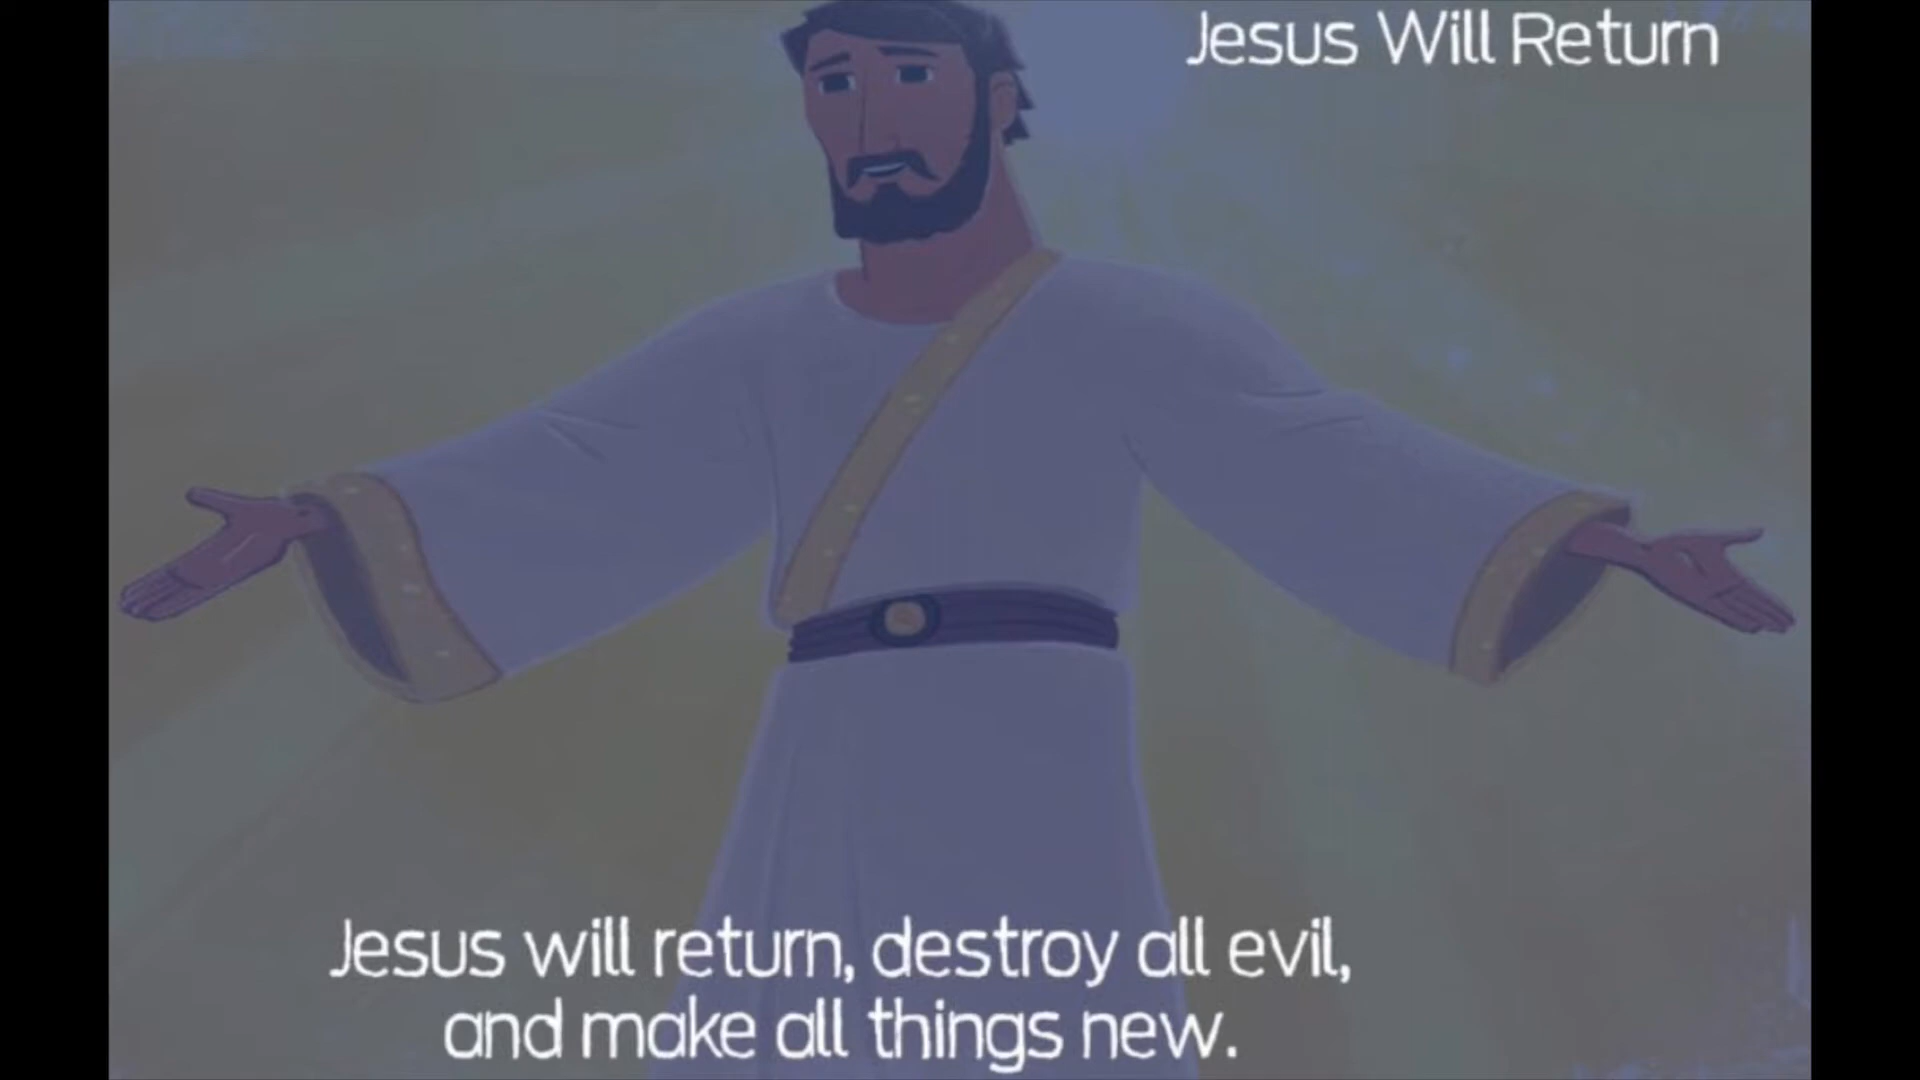 Jesus Will Return
Jesus will return, destroy all evil,
and make all things new.